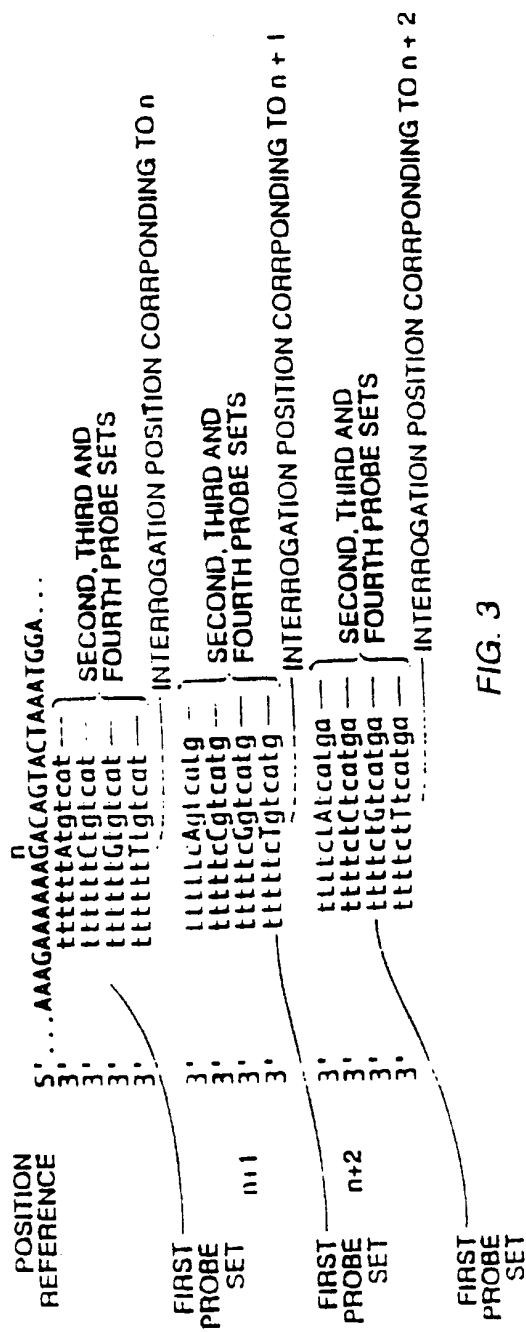 POSITION
REFERENCE
n
5'....AAAGAAAAAAGACAGTACTAAATGGA...
3' ttttttAtgtcat
3' ttttttCtgtcat
3' ttttttGtgtcat
3' ttttttTtgtcat
SECOND, THIRD AND
FOURTH PROBE SETS
INTERROGATION POSITION CORRPONDING TO n
FIRST
PROBE
SET
n+1
3' tttttcAgtcatg
3' tttttcCgtcatg
3' tttttcGgtcatg
3' tttttcTgtcatg
SECOND, THIRD AND
FOURTH PROBE SETS
INTERROGATION POSITION CORRPONDING TO n + 1
FIRST
PROBE
SET
n+2
3' ttttctAtcatga
3' ttttctCtcatga
3' ttttctGtcatga
3' ttttctTtcatga
SECOND, THIRD AND
FOURTH PROBE SETS
INTERROGATION POSITION CORRPONDING TO n + 2
FIRST
PROBE
SET
FIG. 3